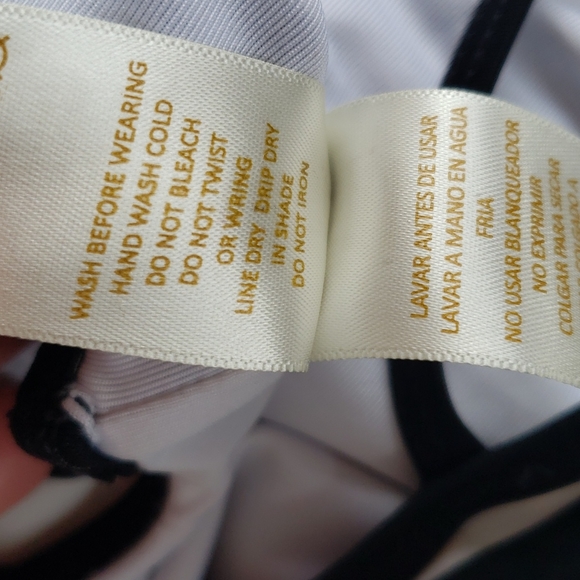 WASH BEFORE WEARING
HAND WASH COLD
DO NOT BLEACH
DO NOT TWIST
OR WRING
LINE DRY DRIP DRY
IN SHADE
DO NOT IRON
LAVAR ANTES DE USAR
LAVAR A MANO EN AGUA
FRIA
NO USAR BLANQUEADOR
NO EXPRIMIR
COLGAR PARA SECAR